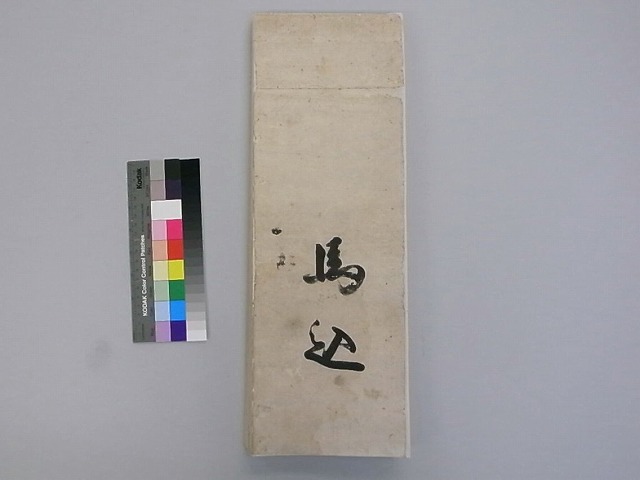 馬込
Kodak
KODAK Color Control Patches